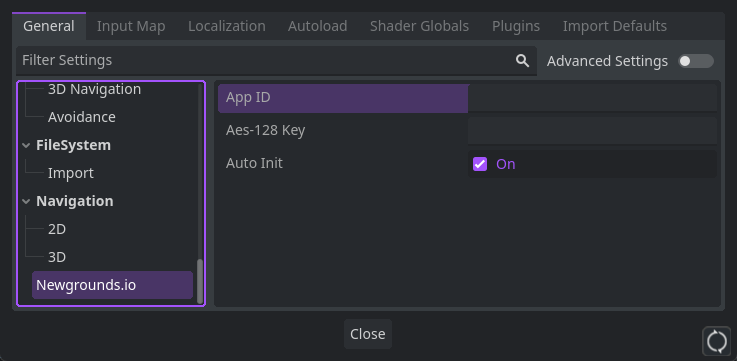 General Input Map Localization Autoload Shader Globals Plugins Import Defaults
Filter Settings Advanced Settings
3D Navigation
Avoidance
FileSystem
Import
Navigation
2D
3D
Newgrounds.io
App ID
Aes-128 Key
Auto Init On
Close